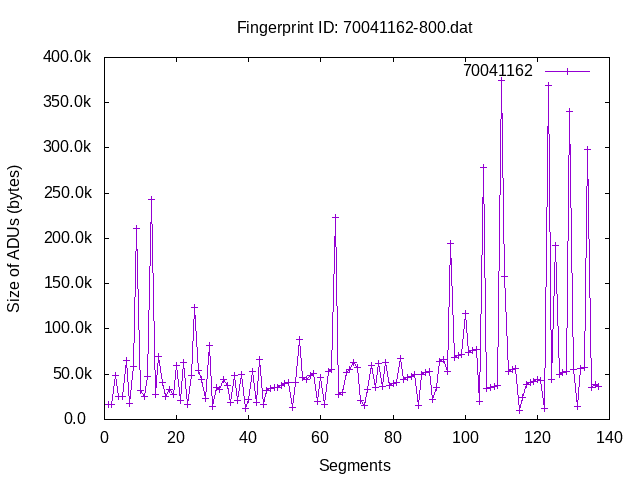 Fingerprint ID: 70041162-800.dat
400.0k
70041162
350.0k
300.0k
250.0k
200.0k
150.0k
100.0k
50.0k
0.0
Size of ADUs (bytes)
0 20 40 60 80 100 120 140
Segments